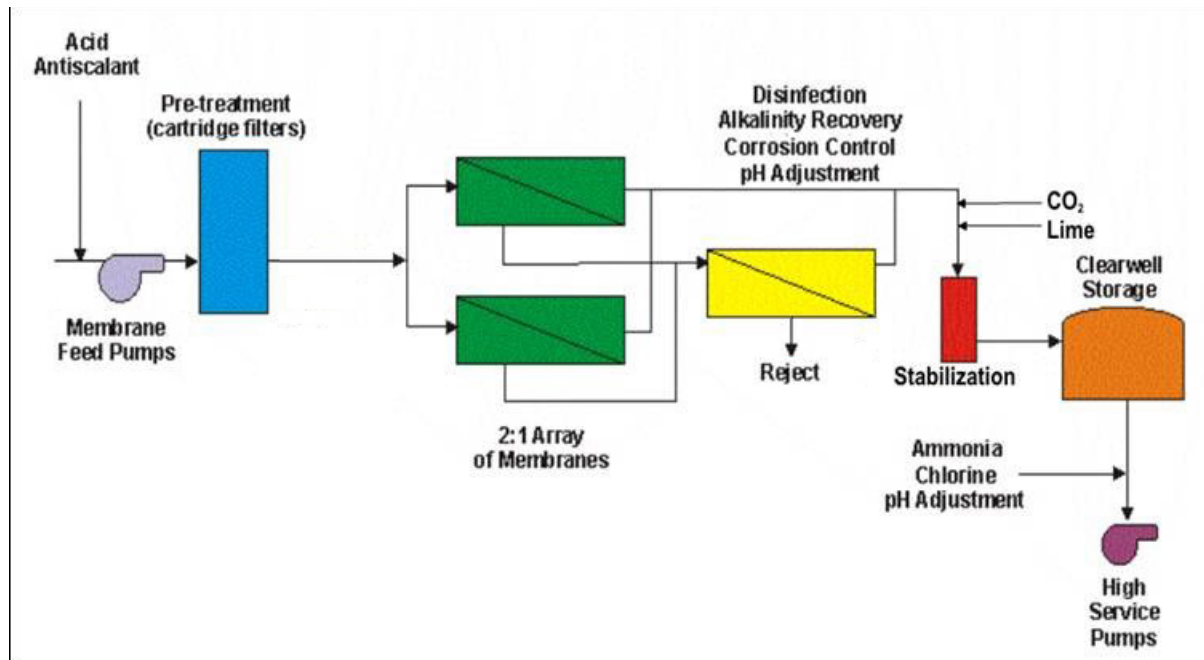 Acid
Antiscalant
Pre-treatment
(cartridge filters)
Membrane
Feed Pumps
2:1 Array
of Membranes
Disinfection
Alkalinity Recovery
Corrosion Control
pH Adjustment
Reject
CO₂
Lime
Stabilization
Clearwell
Storage
Ammonia
Chlorine
pH Adjustment
High
Service
Pumps